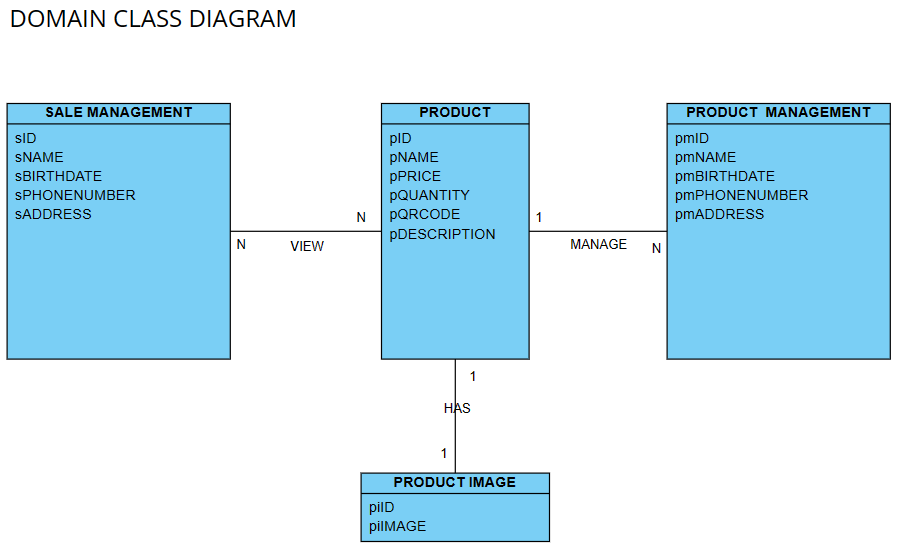 DOMAIN CLASS DIAGRAM
SALE MANAGEMENT
sID
sNAME
sBIRTHDATE
sPHONENUMBER
sADDRESS
PRODUCT
pID
pNAME
pPRICE
pQUANTITY
pQRCODE
pDESCRIPTION
PRODUCT MANAGEMENT
pmID
pmNAME
pmBIRTHDATE
pmPHONENUMBER
pmADDRESS
N
VIEW
N
1
MANAGE
N
1
HAS
1
PRODUCT IMAGE
piID
piIMAGE